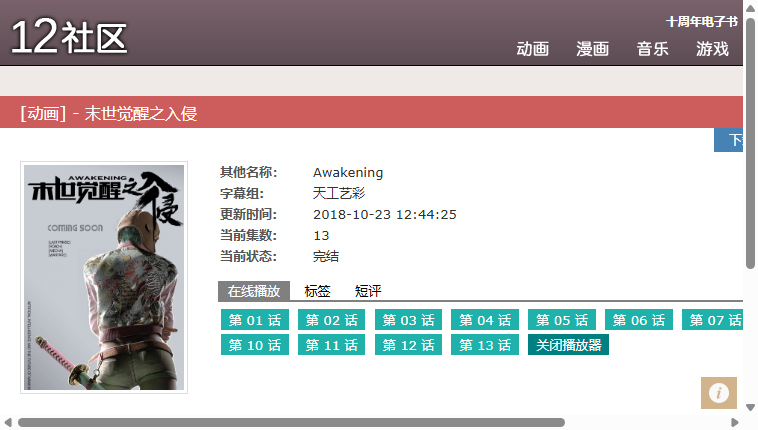 12社区
十周年电子书
动画 漫画 音乐 游戏
[动画] - 末世觉醒之入侵
AWAKENING
末世觉醒之入侵
COMING SOON
其他名称: Awakening
字幕组: 天工艺彩
更新时间: 2018-10-23 12:44:25
当前集数: 13
当前状态: 完结
在线播放 标签 短评
第 01 话 第 02 话 第 03 话 第 04 话 第 05 话 第 06 话 第 07 话
第 10 话 第 11 话 第 12 话 第 13 话 关闭播放器
i